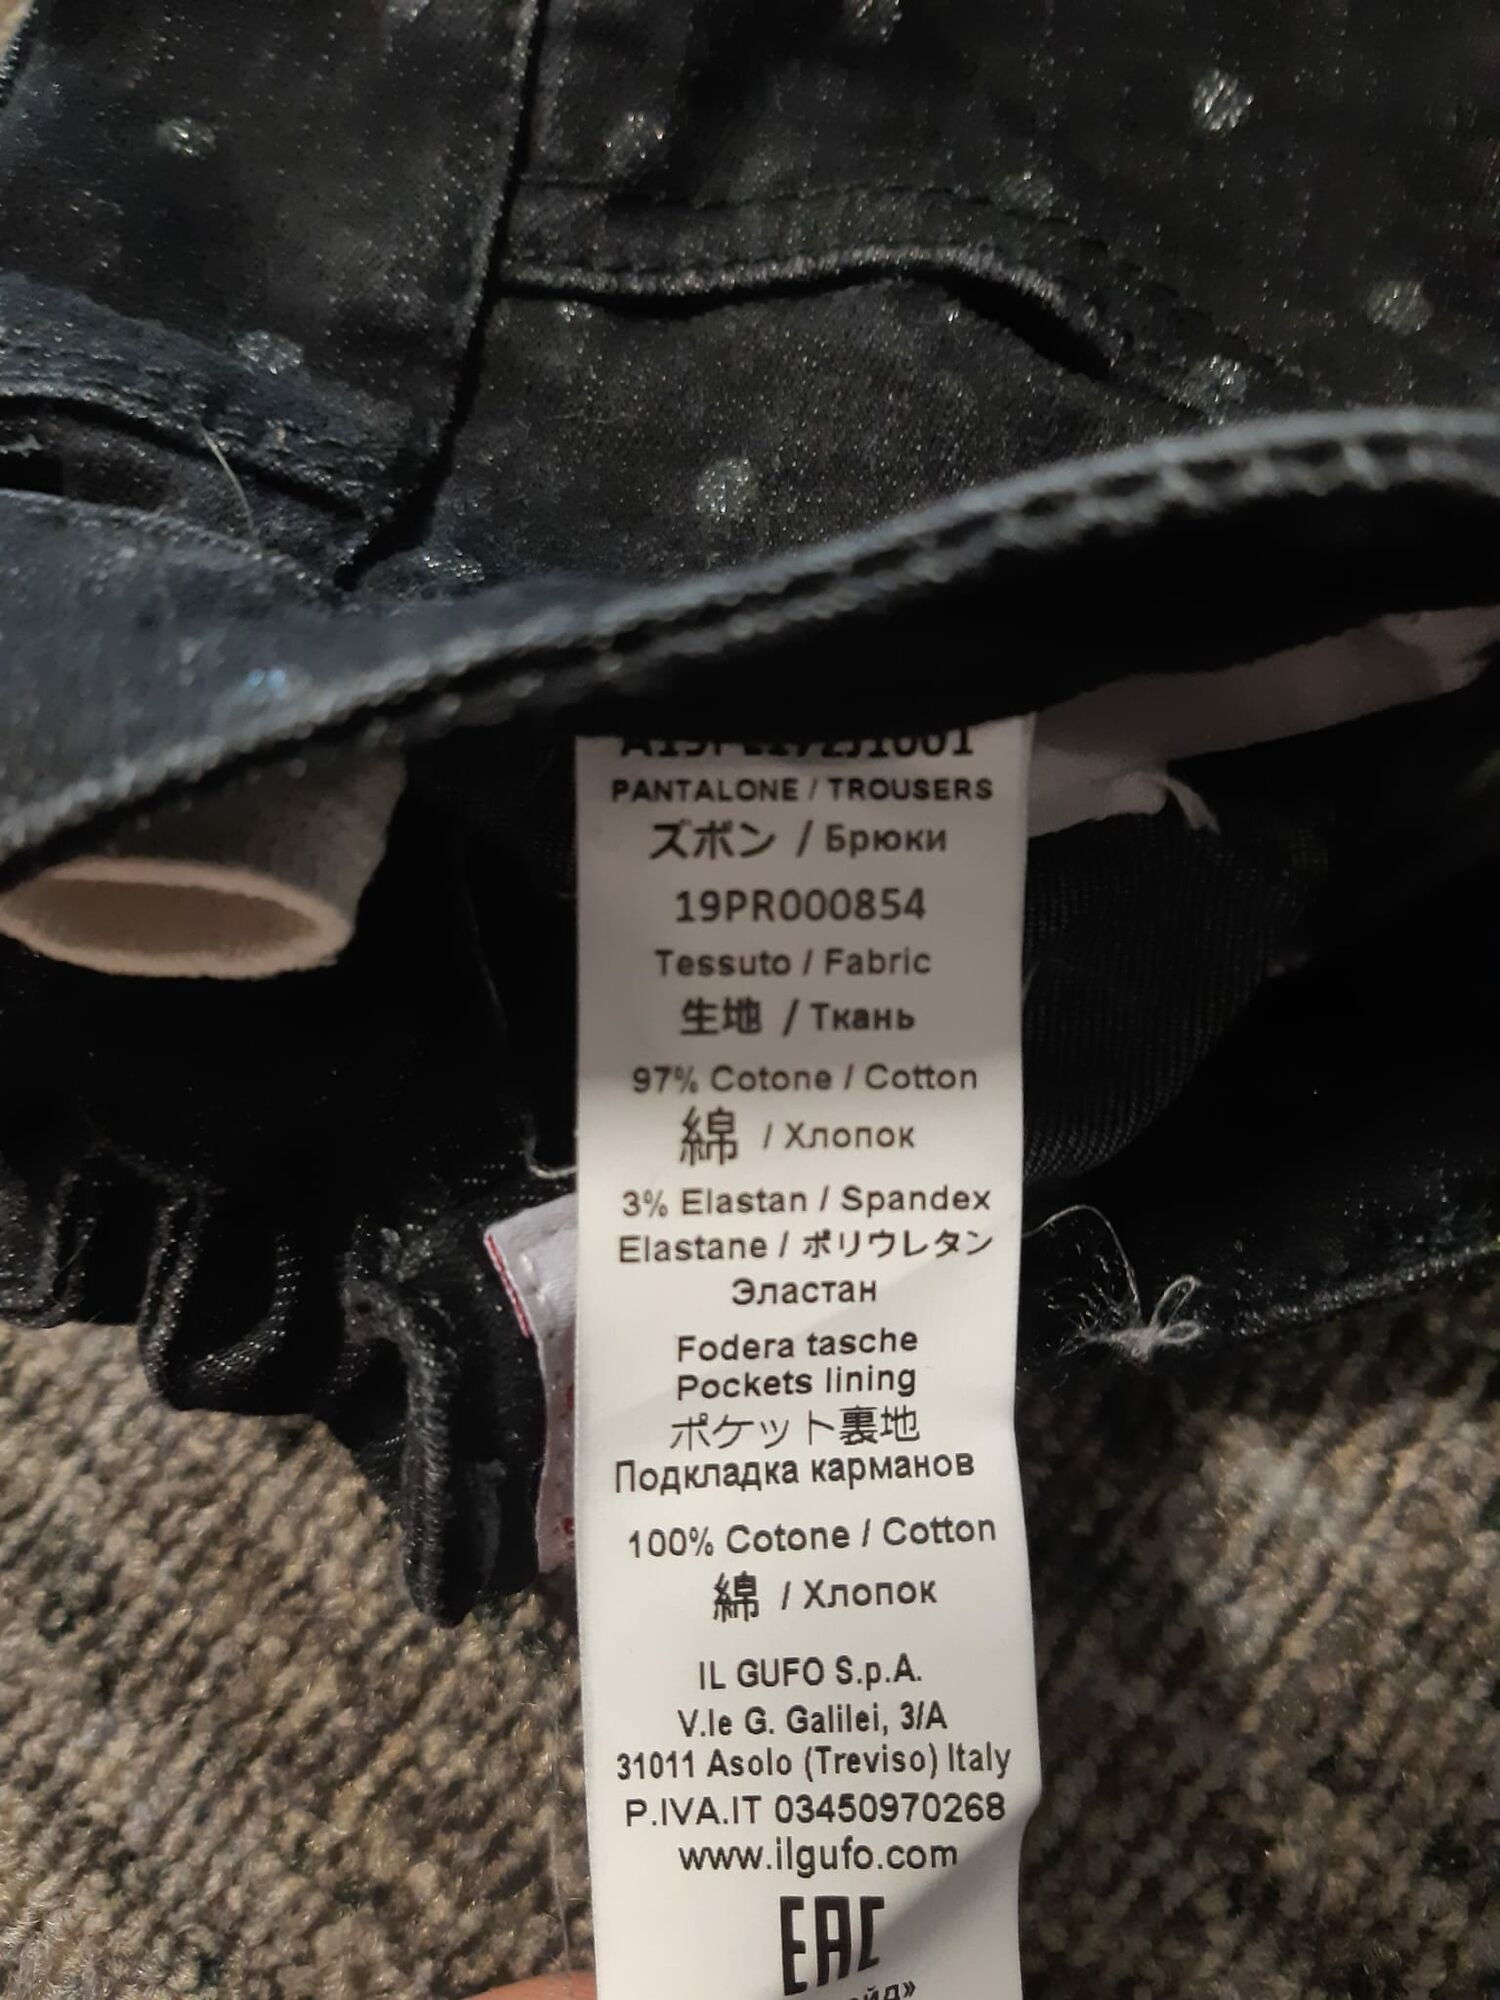 PANTALONE / TROUSERS
ズボン / Брюки
19PR000854
Tessuto / Fabric
生地 / Ткань
97% Cotone / Cotton
綿 / Хлопок
3% Elastan / Spandex
Elastane / ポリウレタン
Эластан
Fodera tasche
Pockets lining
ポケット裏地
Подкладка карманов
100% Cotone / Cotton
綿 / Хлопок
IL GUFO S.p.A.
V.le G. Galilei, 3/A
31011 Asolo (Treviso) Italy
P.IVA.IT 03450970268
www.ilgufo.com
EAC